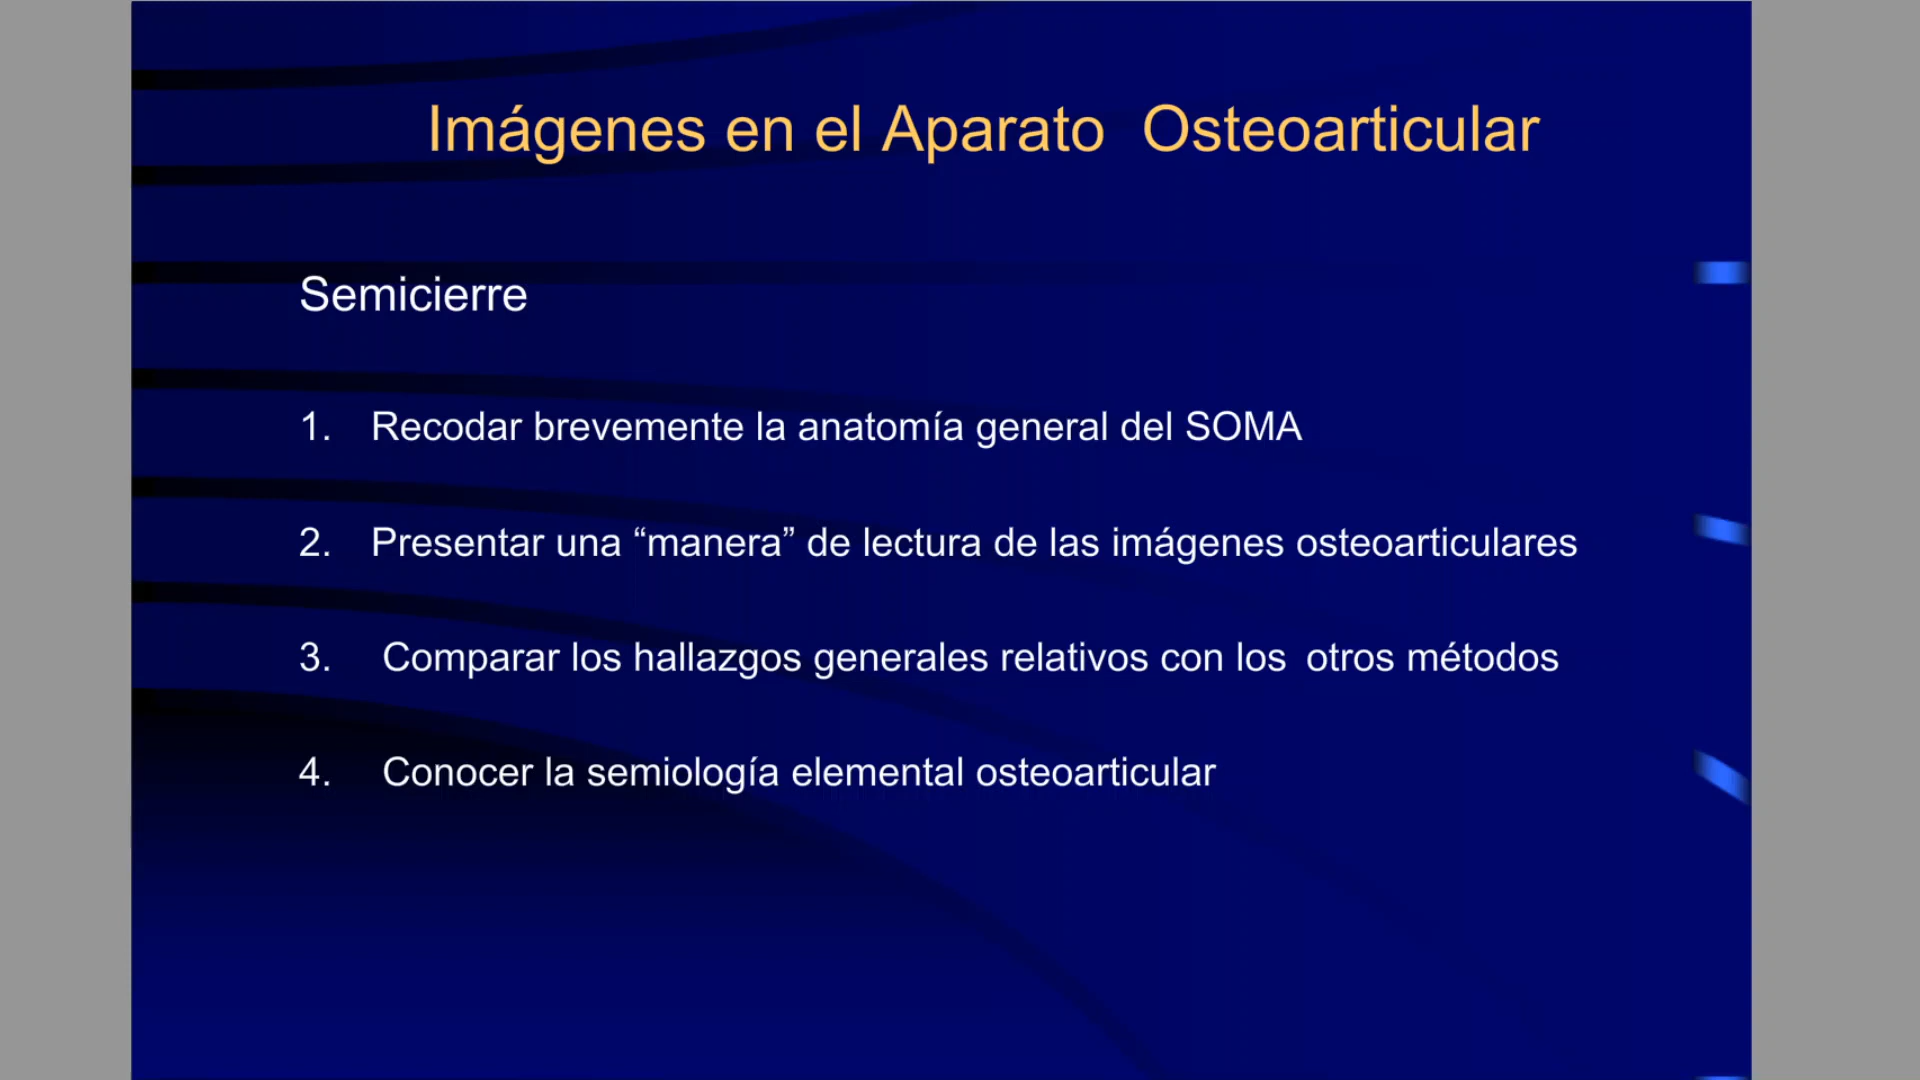 Imágenes en el Aparato  Osteoarticular
Semicierre
1. Recodar brevemente la anatomía general del SOMA
2. Presentar una “manera” de lectura de las imágenes osteoarticulares
3. Comparar los hallazgos generales relativos con los  otros métodos
4. Conocer la semiología elemental osteoarticular